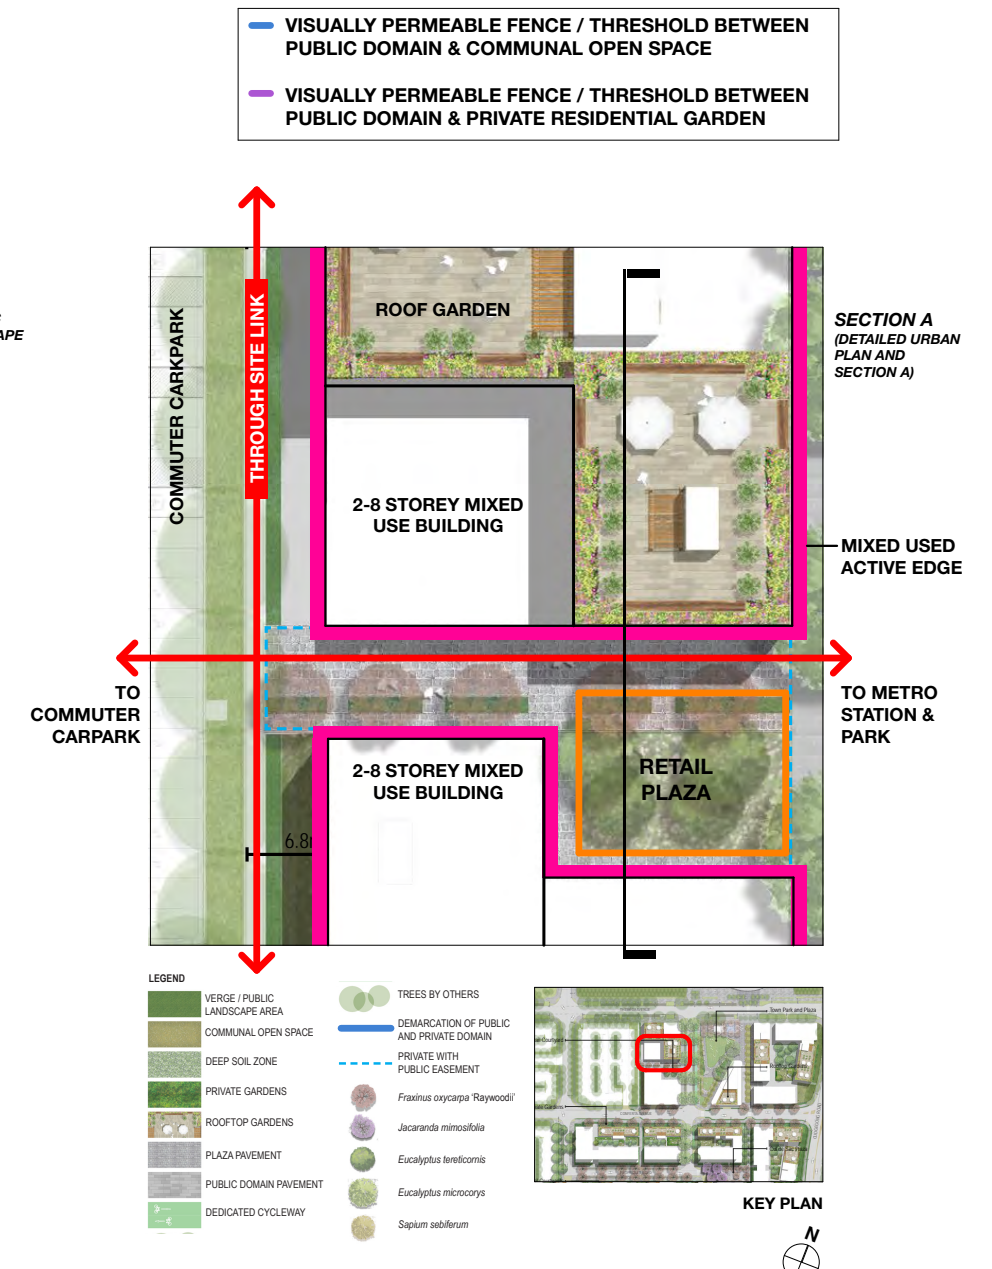 VISUALLY PERMEABLE FENCE / THRESHOLD BETWEEN
PUBLIC DOMAIN & COMMUNAL OPEN SPACE
VISUALLY PERMEABLE FENCE / THRESHOLD BETWEEN
PUBLIC DOMAIN & PRIVATE RESIDENTIAL GARDEN
APE
COMMUTER CARKPARK
THROUGH SITE LINK
ROOF GARDEN
SECTION A
(DETAILED URBAN
PLAN AND
SECTION A)
2-8 STOREY MIXED
USE BUILDING
MIXED USED
ACTIVE EDGE
TO
COMMUTER
CARPARK
TO METRO
STATION &
PARK
2-8 STOREY MIXED
USE BUILDING
RETAIL
PLAZA
6.8
LEGEND
VERGE / PUBLIC
LANDSCAPE AREA
COMMUNAL OPEN SPACE
DEEP SOIL ZONE
PRIVATE GARDENS
ROOFTOP GARDENS
PLAZA PAVEMENT
PUBLIC DOMAIN PAVEMENT
DEDICATED CYCLEWAY
TREES BY OTHERS
DEMARCATION OF PUBLIC
AND PRIVATE DOMAIN
PRIVATE WITH
PUBLIC EASEMENT
Fraxinus oxycarpa 'Raywoodii'
Jacaranda mimosifolia
Eucalyptus tereticornis
Eucalyptus microcorys
Sapium sebiferum
Town Park and Plaza
KEY PLAN
N